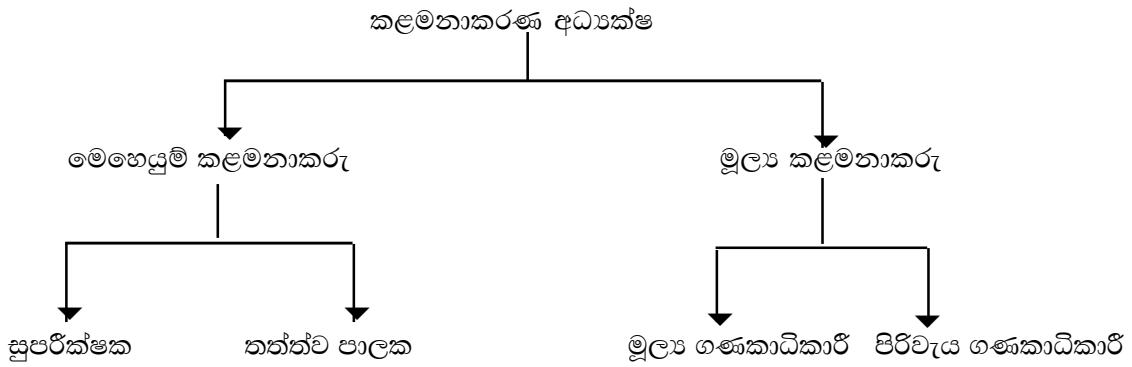 කළමනාකරණ අධ්‍යක්ෂ
මෙහෙයුම් කළමනාකරු මූල්‍ය කළමනාකරු
සුපරීක්ෂක තත්ත්ව පාලක මූල්‍ය ගණකාධිකාරී පිරිවැය ගණකාධිකාරී